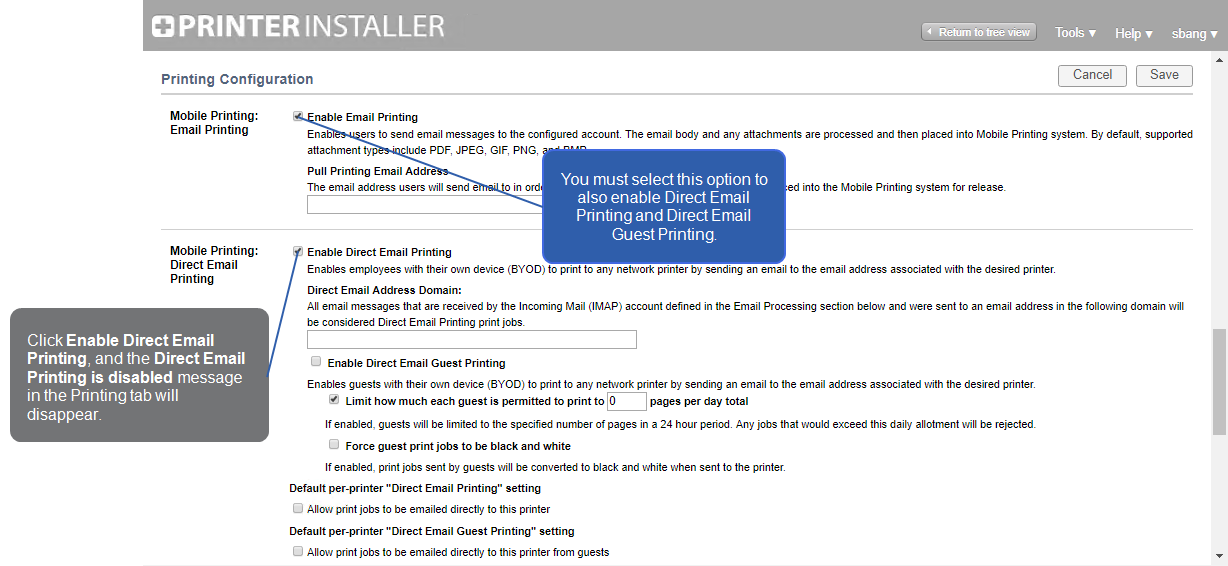 PRINTER INSTALLER
Return to tree view Tools Help sbang
Printing Configuration
Cancel Save
Mobile Printing:
Email Printing
Enable Email Printing
Enables users to send email messages to the configured account. The email body and any attachments are processed and then placed into Mobile Printing system. By default, supported
attachment types include PDF, JPEG, GIF, PNG, and BMP.
Pull Printing Email Address
The email address users will send email to in
into the Mobile Printing system for release.
You must select this option to
also enable Direct Email
Printing and Direct Email
Guest Printing.
Mobile Printing:
Direct Email
Printing
Enable Direct Email Printing
Enables employees with their own device (BYOD) to print to any network printer by sending an email to the email address associated with the desired printer.
Direct Email Address Domain:
All email messages that are received by the Incoming Mail (IMAP) account defined in the Email Processing section below and were sent to an email address in the following domain will
be considered Direct Email Printing print jobs.
Click Enable Direct Email
Printing, and the Direct Email
Printing is disabled message
in the Printing tab will
disappear.
Enable Direct Email Guest Printing
Enables guests with their own device (BYOD) to print to any network printer by sending an email to the email address associated with the desired printer.
Limit how much each guest is permitted to print to 0 pages per day total
If enabled, guests will be limited to the specified number of pages in a 24 hour period. Any jobs that would exceed this daily allotment will be rejected.
Force guest print jobs to be black and white
If enabled, print jobs sent by guests will be converted to black and white when sent to the printer.
Default per-printer "Direct Email Printing" setting
Allow print jobs to be emailed directly to this printer
Default per-printer "Direct Email Guest Printing" setting
Allow print jobs to be emailed directly to this printer from guests